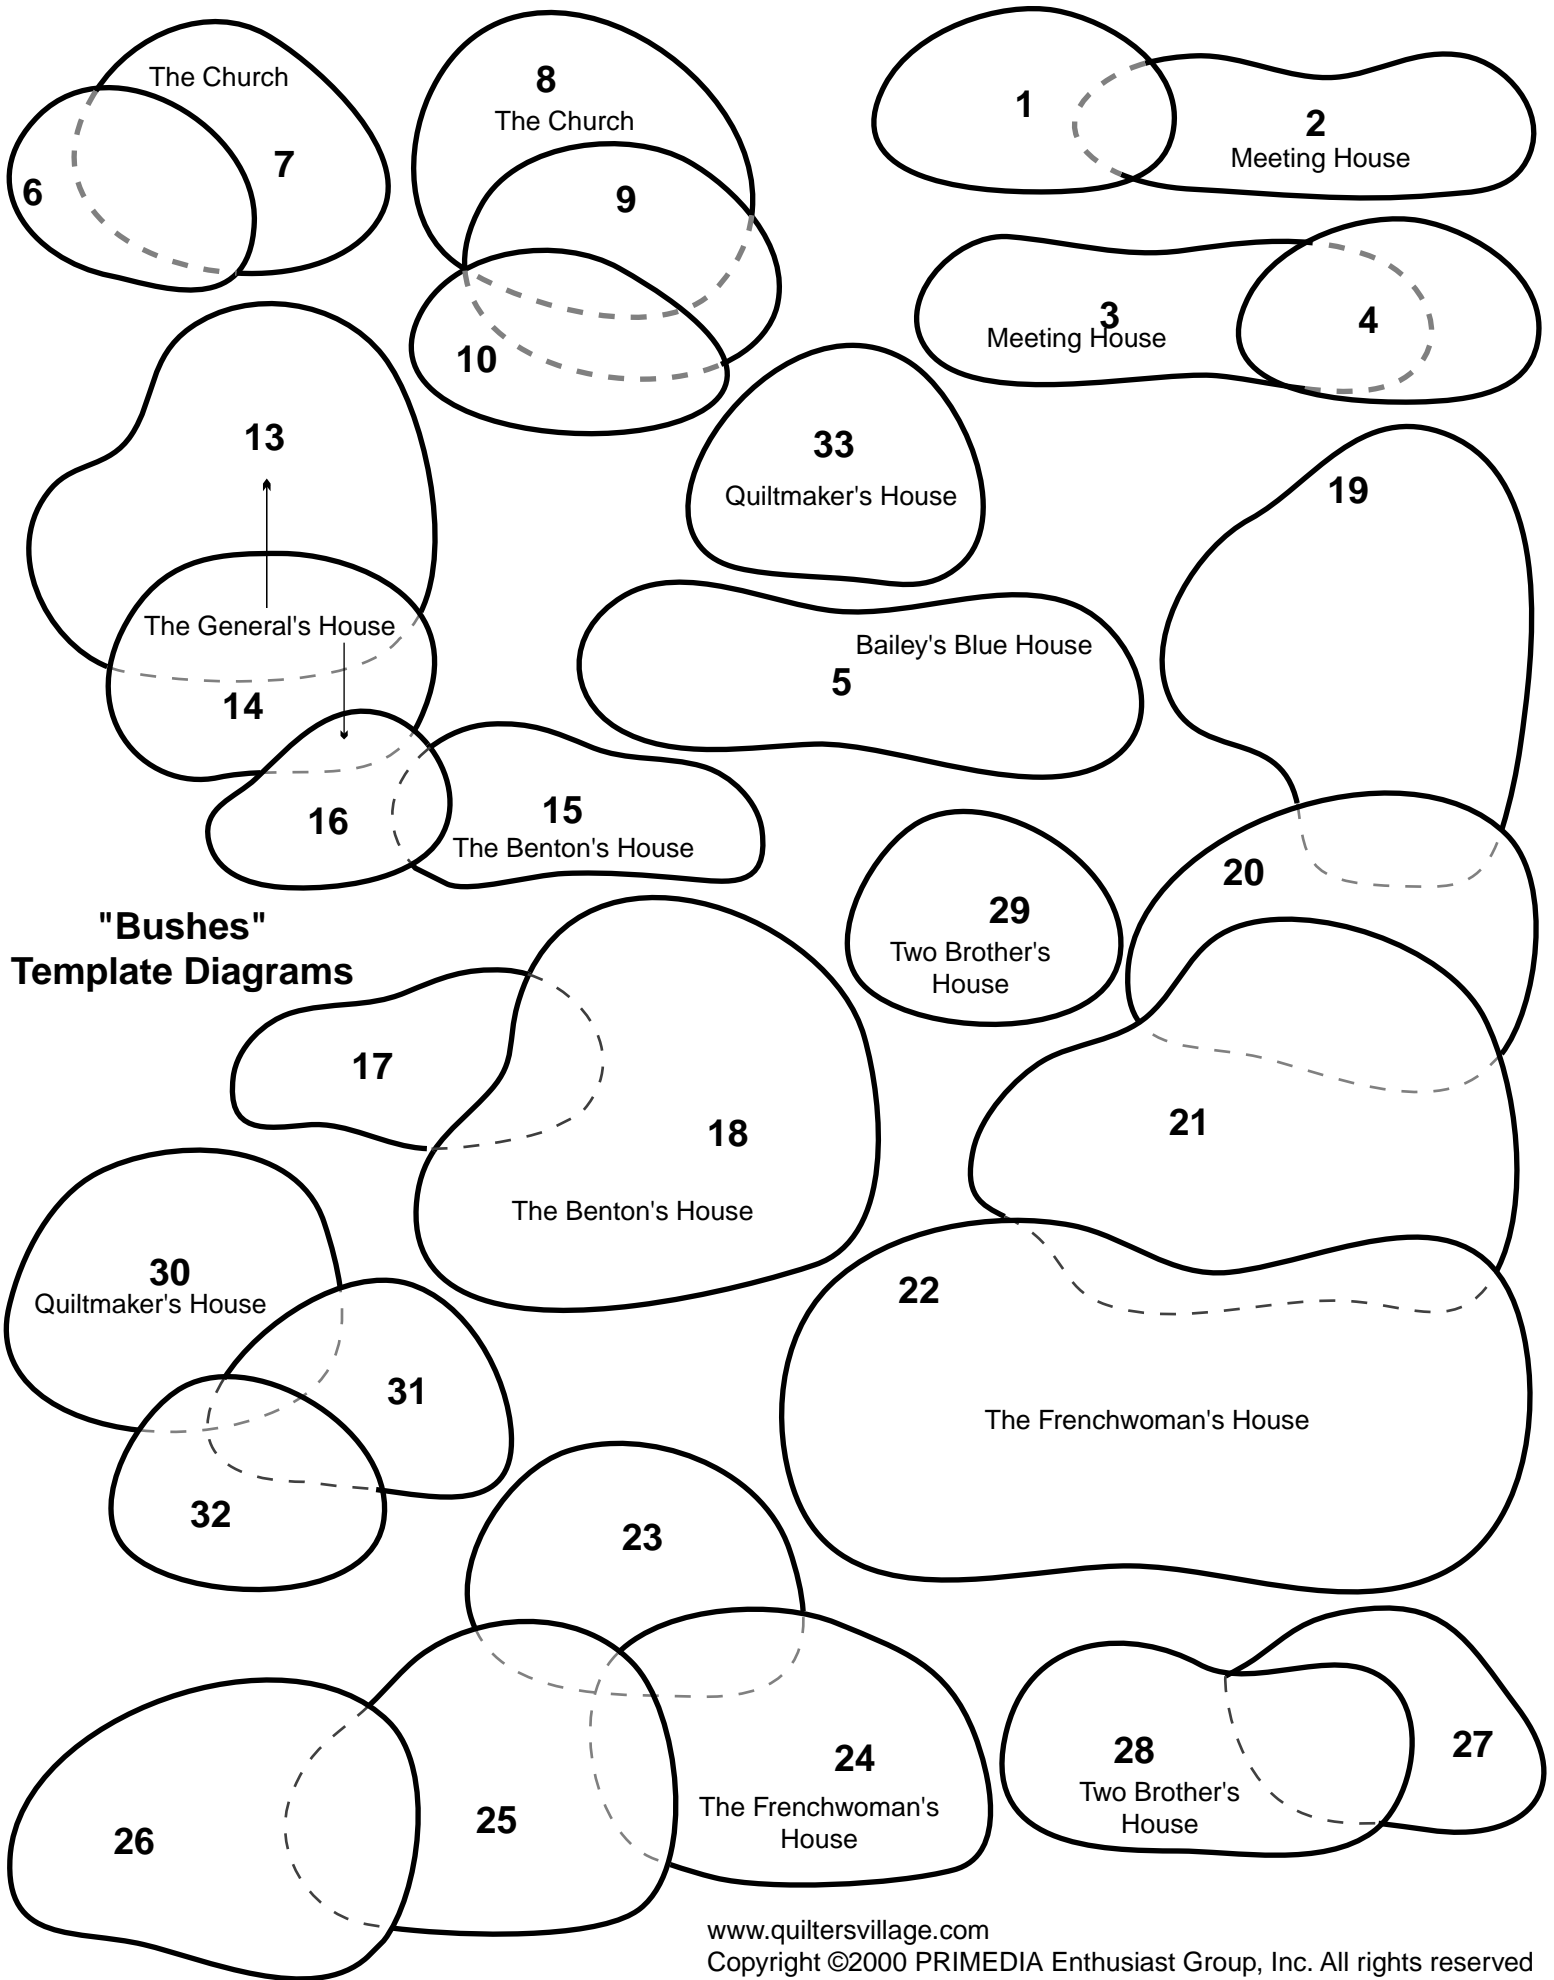 The Church
6
7
8
The Church
9
10
1
2
Meeting House
3
Meeting House
4
13
The General's House
14
16
15
The Benton's House
33
Quiltmaker's House
Bailey's Blue House
5
19
20
21
29
Two Brother's
House
"Bushes"
Template Diagrams
17
18
The Benton's House
30
Quiltmaker's House
31
32
22
The Frenchwoman's House
23
24
The Frenchwoman's
House
25
26
28
Two Brother's
House
27
www.quiltersvillage.com
Copyright ©2000 PRIMEDIA Enthusiast Group, Inc. All rights reserved